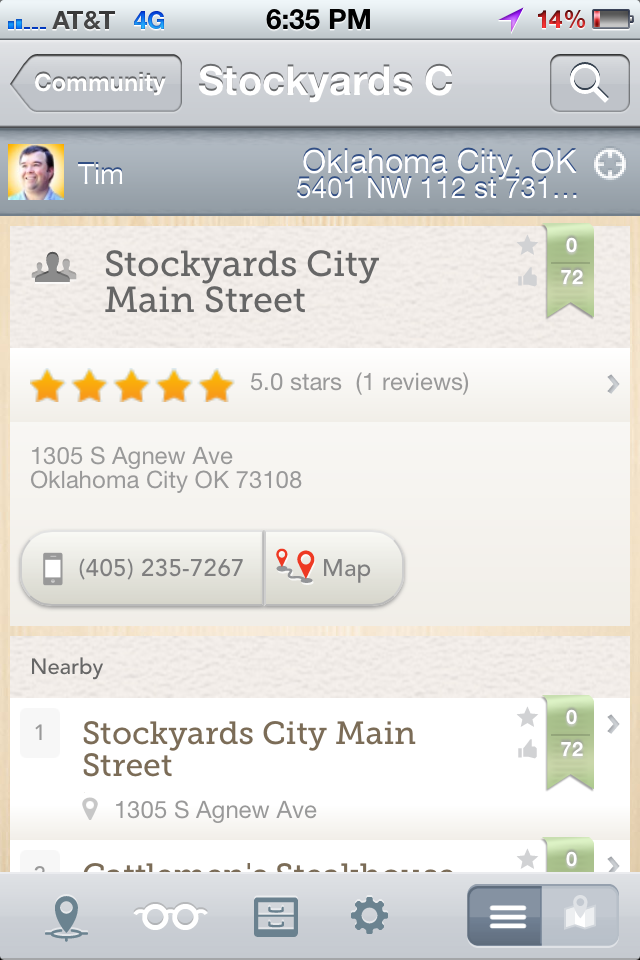 AT&T 4G 6:35 PM 14%
Community Stockyards C
Tim
Oklahoma City, OK
5401 NW 112 st 731...
Stockyards City
Main Street
0
72
5.0 stars (1 reviews)
1305 S Agnew Ave
Oklahoma City OK 73108
(405) 235-7267 Map
Nearby
1
Stockyards City Main
Street
0
72
1305 S Agnew Ave
2
Cattlemen's Steakhouse
0